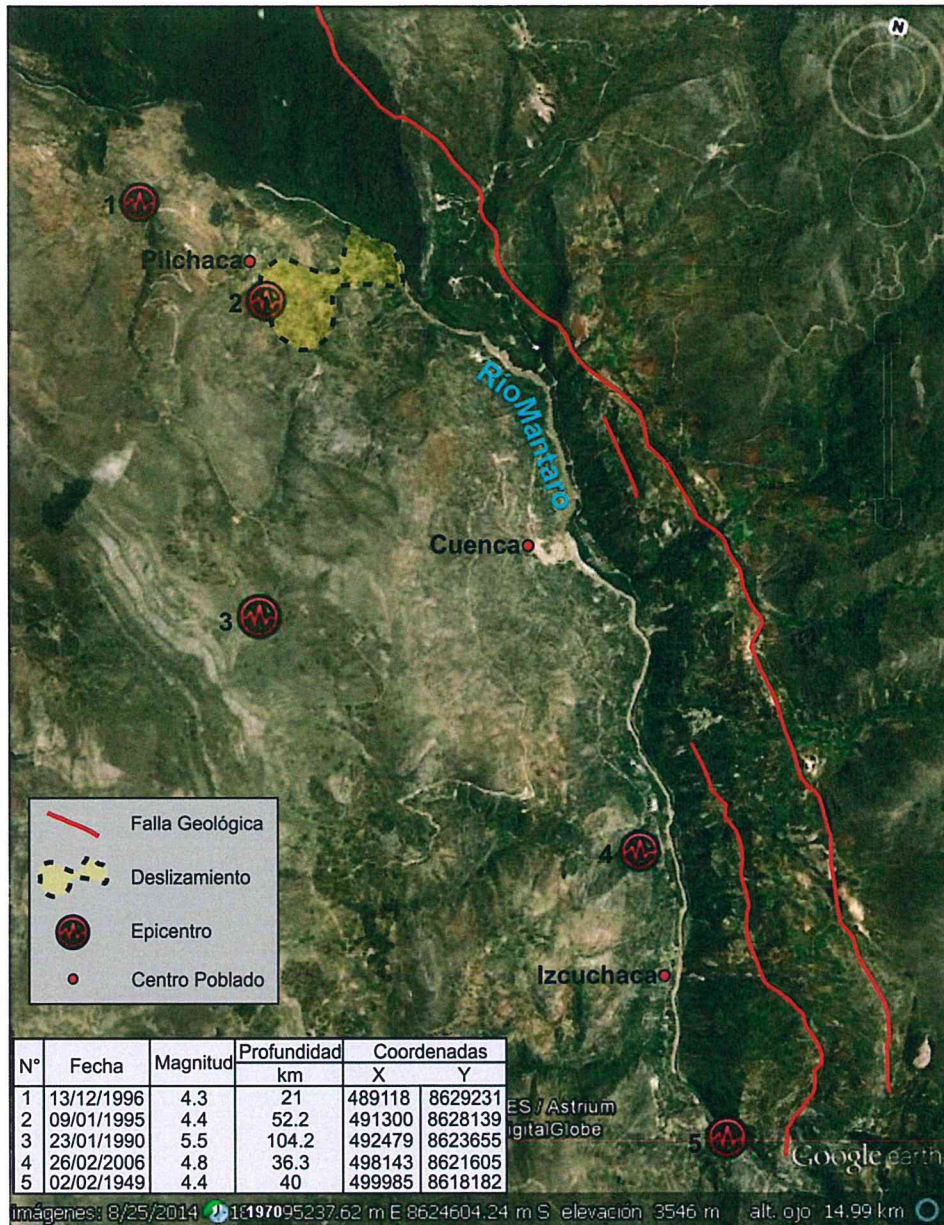 N
1
Pilchaca
2
Río Mantaro
Cuenca
3
4
Izcuchaca
5
Falla Geológica
Deslizamiento
Epicentro
Centro Poblado
N° Fecha Magnitud Profundidad km Coordenadas X Y
1 13/12/1996 4.3 21 489118 8629231
2 09/01/1995 4.4 52.2 491300 8628139
3 23/01/1990 5.5 104.2 492479 8623655
4 26/02/2006 4.8 36.3 498143 8621605
5 02/02/1949 4.4 40 499985 8618182
ES / Astrium
igitalGlobe
Google earth
imágenes: 8/25/2014 1970 95237.62 m E 8624604.24 m S elevación 3546 m alt. ojo 14.99 km